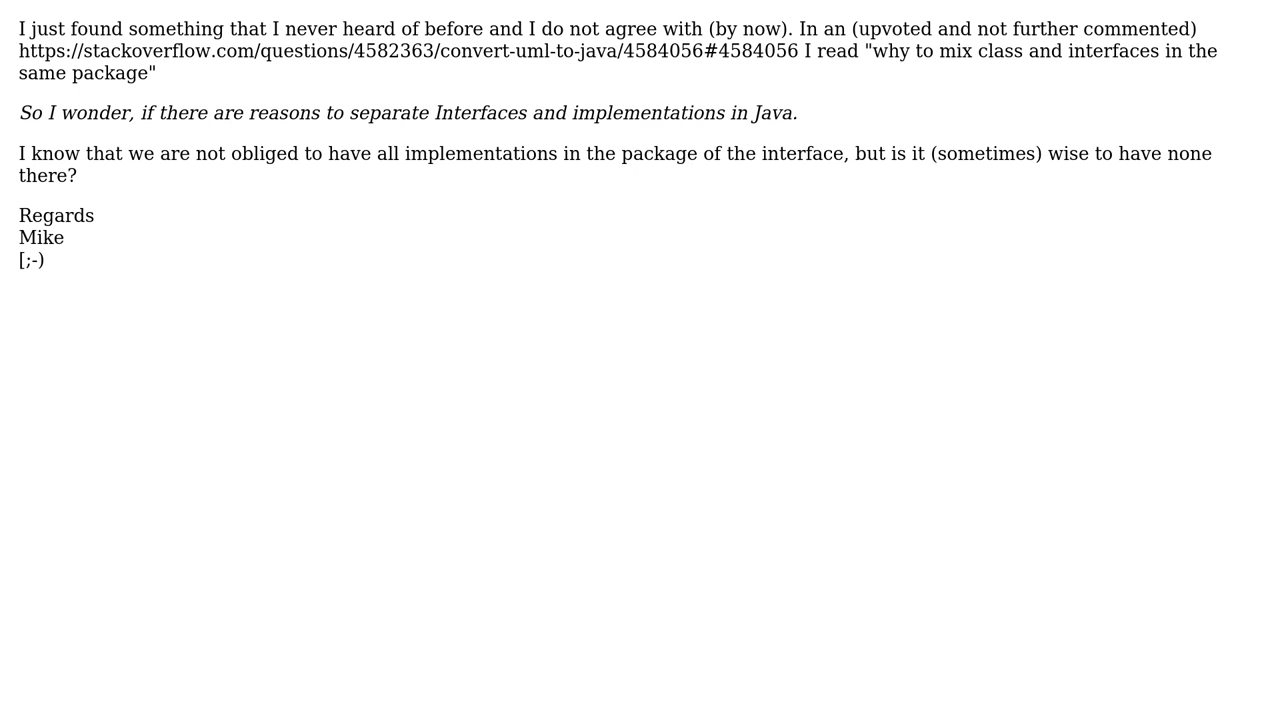 I just found something that I never heard of before and I do not agree with (by now). In an (upvoted and not further commented)
https://stackoverflow.com/questions/4582363/convert-uml-to-java/4584056#4584056 I read "why to mix class and interfaces in the
same package"
So I wonder, if there are reasons to separate Interfaces and implementations in Java.
I know that we are not obliged to have all implementations in the package of the interface, but is it (sometimes) wise to have none
there?
Regards
Mike
[;-)